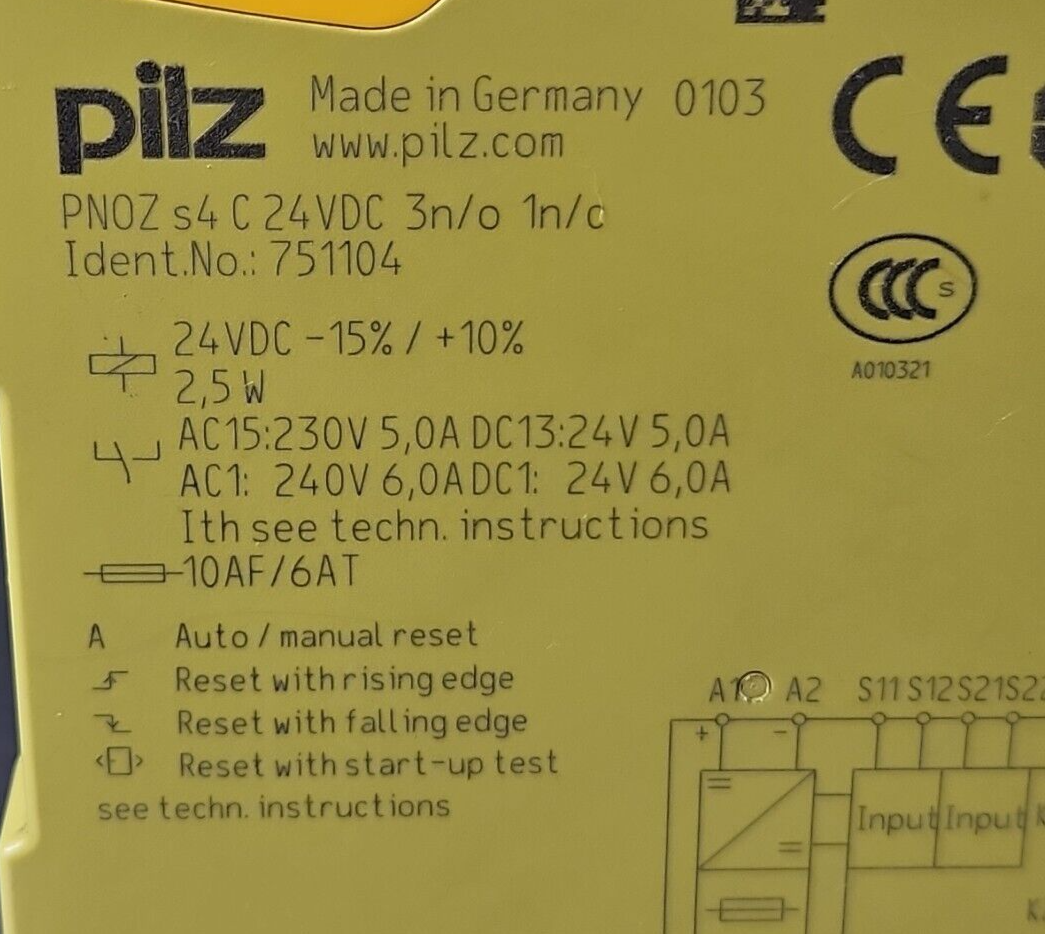 pilz
Made in Germany 0103
www.pilz.com
PNOZ s4 C 24VDC 3n/o 1n/c
Ident.No.: 751104
CE
CCC S
A010321
24VDC -15% / +10%
2,5 W
AC15:230V 5,0A DC13:24V 5,0A
AC1: 240V 6,0A DC1: 24V 6,0A
Ith see techn. instructions
10AF/6AT
A Auto / manual reset
Reset with rising edge
Reset with falling edge
Reset with start-up test
see techn. instructions
A1 A2 S11 S12 S21 S22
+ -
Input Input